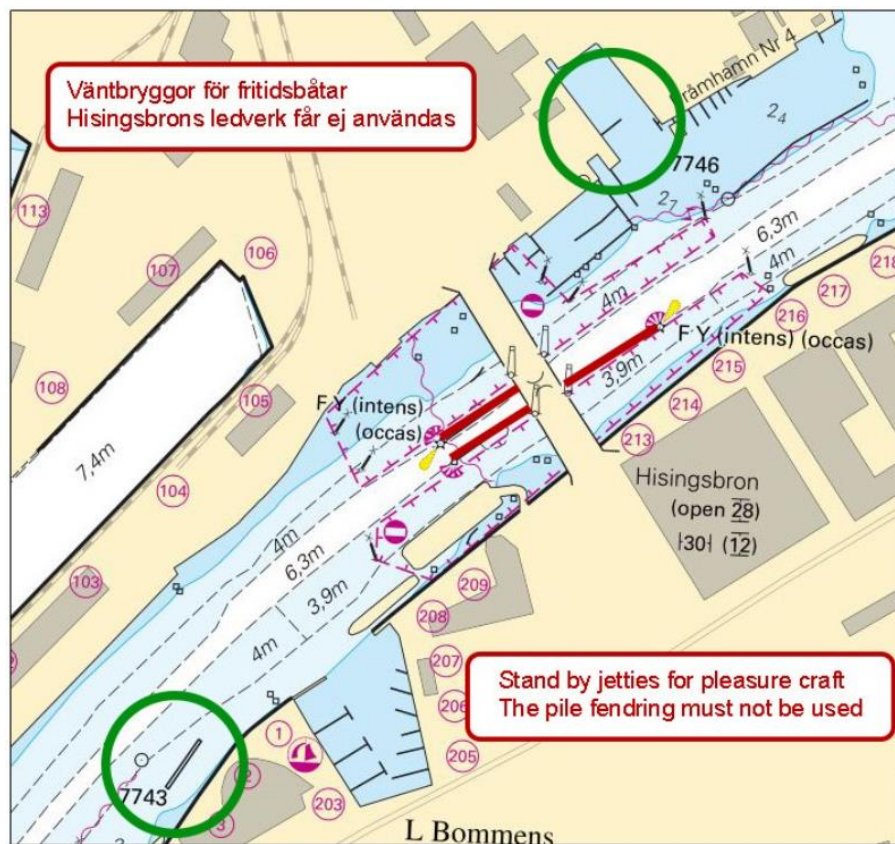 Väntbryggor för fritidsbåtar
Hisingsbrons ledverk får ej användas
råmhamn Nr 4
2₄
7746
2₇
6,3m
4m
4m
113
106
107
218
217
216
F Y (intens) (occas)
215
3,9m
214
213
108
105
F Y (intens)
(occas)
7,4m
Hisingsbron
(open 28)
30 (12)
104
4m
6,3m
3,9m
103
209
208
4m
207
206
205
Stand by jetties for pleasure craft
The pile fendring must not be used
1
2
7743
203
3
L Bommens